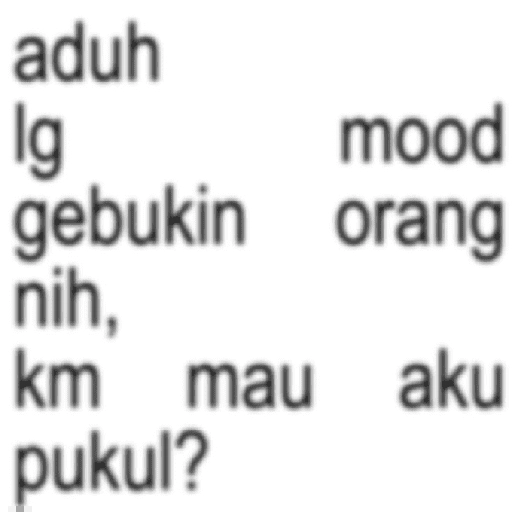 aduh
lg mood
gebukin orang
nih,
km mau aku
pukul?